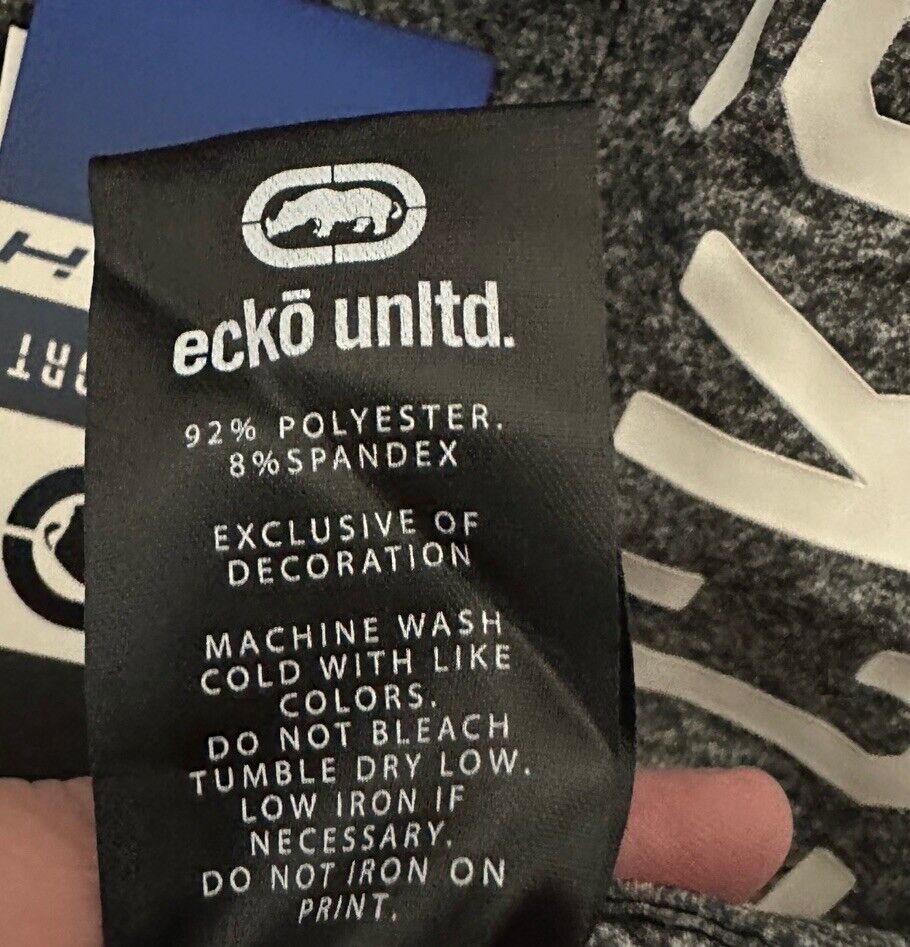 eckō unltd.
92% POLYESTER.
8%SPANDEX
EXCLUSIVE OF
DECORATION
MACHINE WASH
COLD WITH LIKE
COLORS.
DO NOT BLEACH
TUMBLE DRY LOW.
LOW IRON IF
NECESSARY.
DO NOT IRON ON
PRINT.